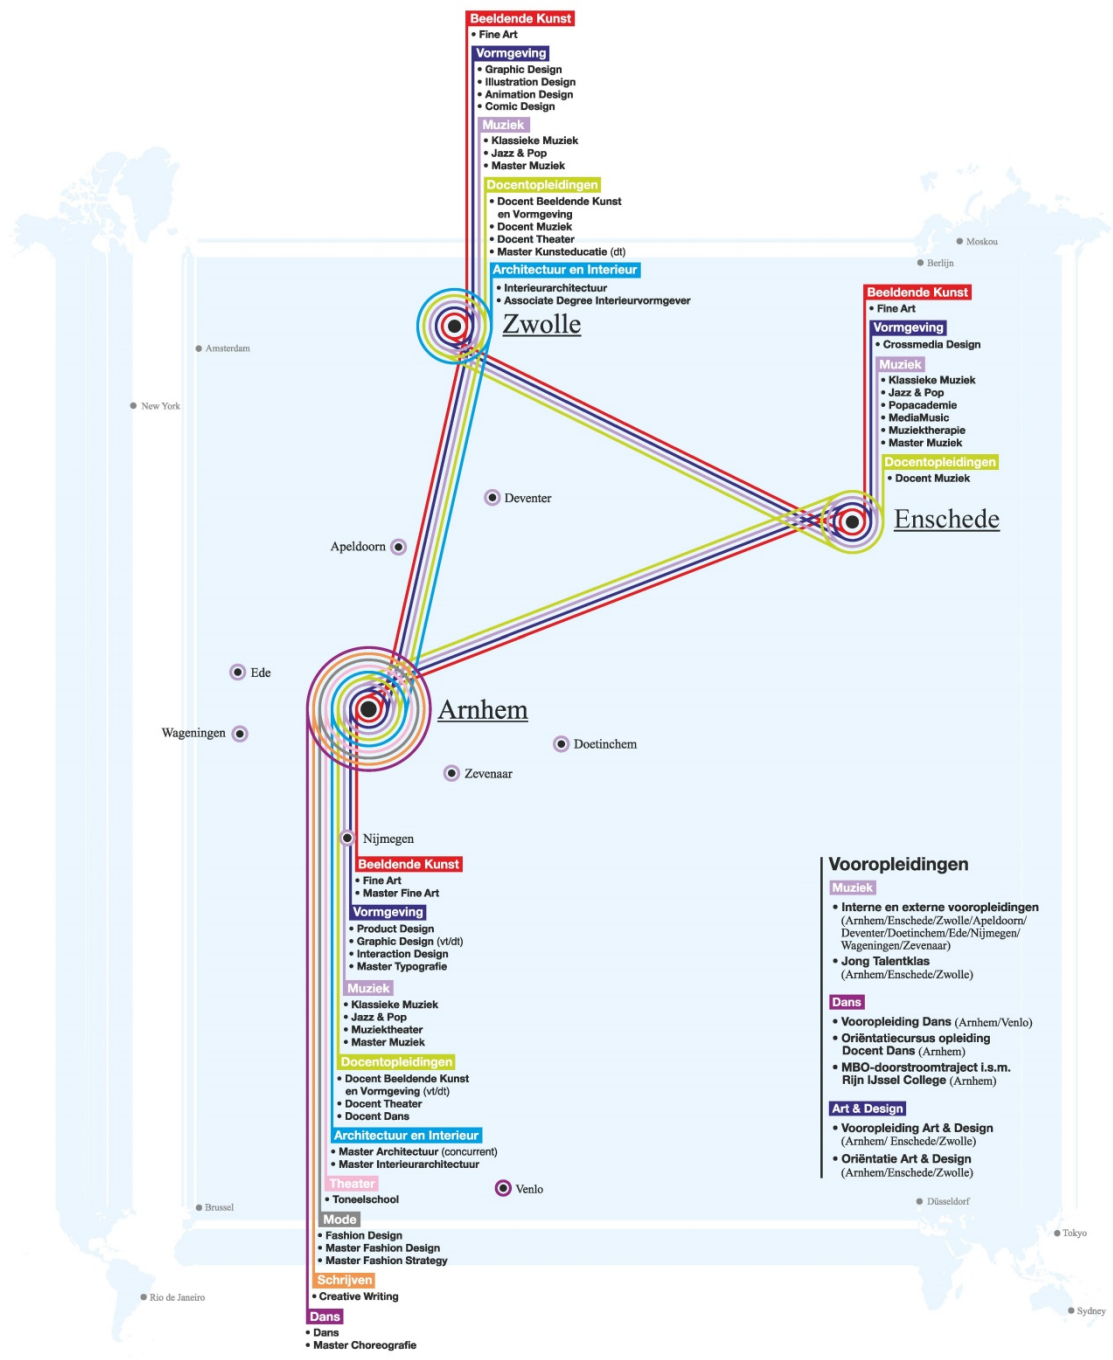 Beeldende Kunst
• Fine Art
Vormgeving
• Graphic Design
• Illustration Design
• Animation Design
• Comic Design
Muziek
• Klassieke Muziek
• Jazz & Pop
• Master Muziek
Docentopleidingen
• Docent Beeldende Kunst
en Vormgeving
• Docent Muziek
• Docent Theater
• Master Kunsteducatie (dt)
Architectuur en Interieur
• Interieurarchitectuur
• Associate Degree Interieurvormgever
Zwolle
Moskou
Berlijn
Amsterdam
New York
Beeldende Kunst
• Fine Art
Vormgeving
• Crossmedia Design
Muziek
• Klassieke Muziek
• Jazz & Pop
• Popacademie
• MediaMusic
• Muziektherapie
• Master Muziek
Docentopleidingen
• Docent Muziek
Enschede
Deventer
Apeldoorn
Ede
Wageningen
Arnhem
Doetinchem
Zevenaar
Nijmegen
Beeldende Kunst
• Fine Art
• Master Fine Art
Vormgeving
• Product Design
• Graphic Design (vt/dt)
• Interaction Design
• Master Typografie
Muziek
• Klassieke Muziek
• Jazz & Pop
• Muziektheater
• Master Muziek
Docentopleidingen
• Docent Beeldende Kunst
en Vormgeving (vt/dt)
• Docent Theater
• Docent Dans
Architectuur en Interieur
• Master Architectuur (concurrent)
• Master Interieurarchitectuur
Theater
• Toneelschool
Mode
• Fashion Design
• Master Fashion Design
• Master Fashion Strategy
Schrijven
• Creative Writing
Dans
• Dans
• Master Choreografie
Venlo
Vooropleidingen
Muziek
• Interne en externe vooropleidingen
(Arnhem/Enschede/Zwolle/Apeldoorn/
Deventer/Doetinchem/Ede/Nijmegen/
Wageningen/Zevenaar)
• Jong Talentklas
(Arnhem/Enschede/Zwolle)
Dans
• Vooropleiding Dans (Arnhem/Venlo)
• Oriëntatiecursus opleiding
Docent Dans (Arnhem)
• MBO-doorstroomtraject i.s.m.
Rijn IJssel College (Arnhem)
Art & Design
• Vooropleiding Art & Design
(Arnhem/ Enschede/Zwolle)
• Oriëntatie Art & Design
(Arnhem/Enschede/Zwolle)
Brussel
Düsseldorf
Tokyo
Rio de Janeiro
Sydney